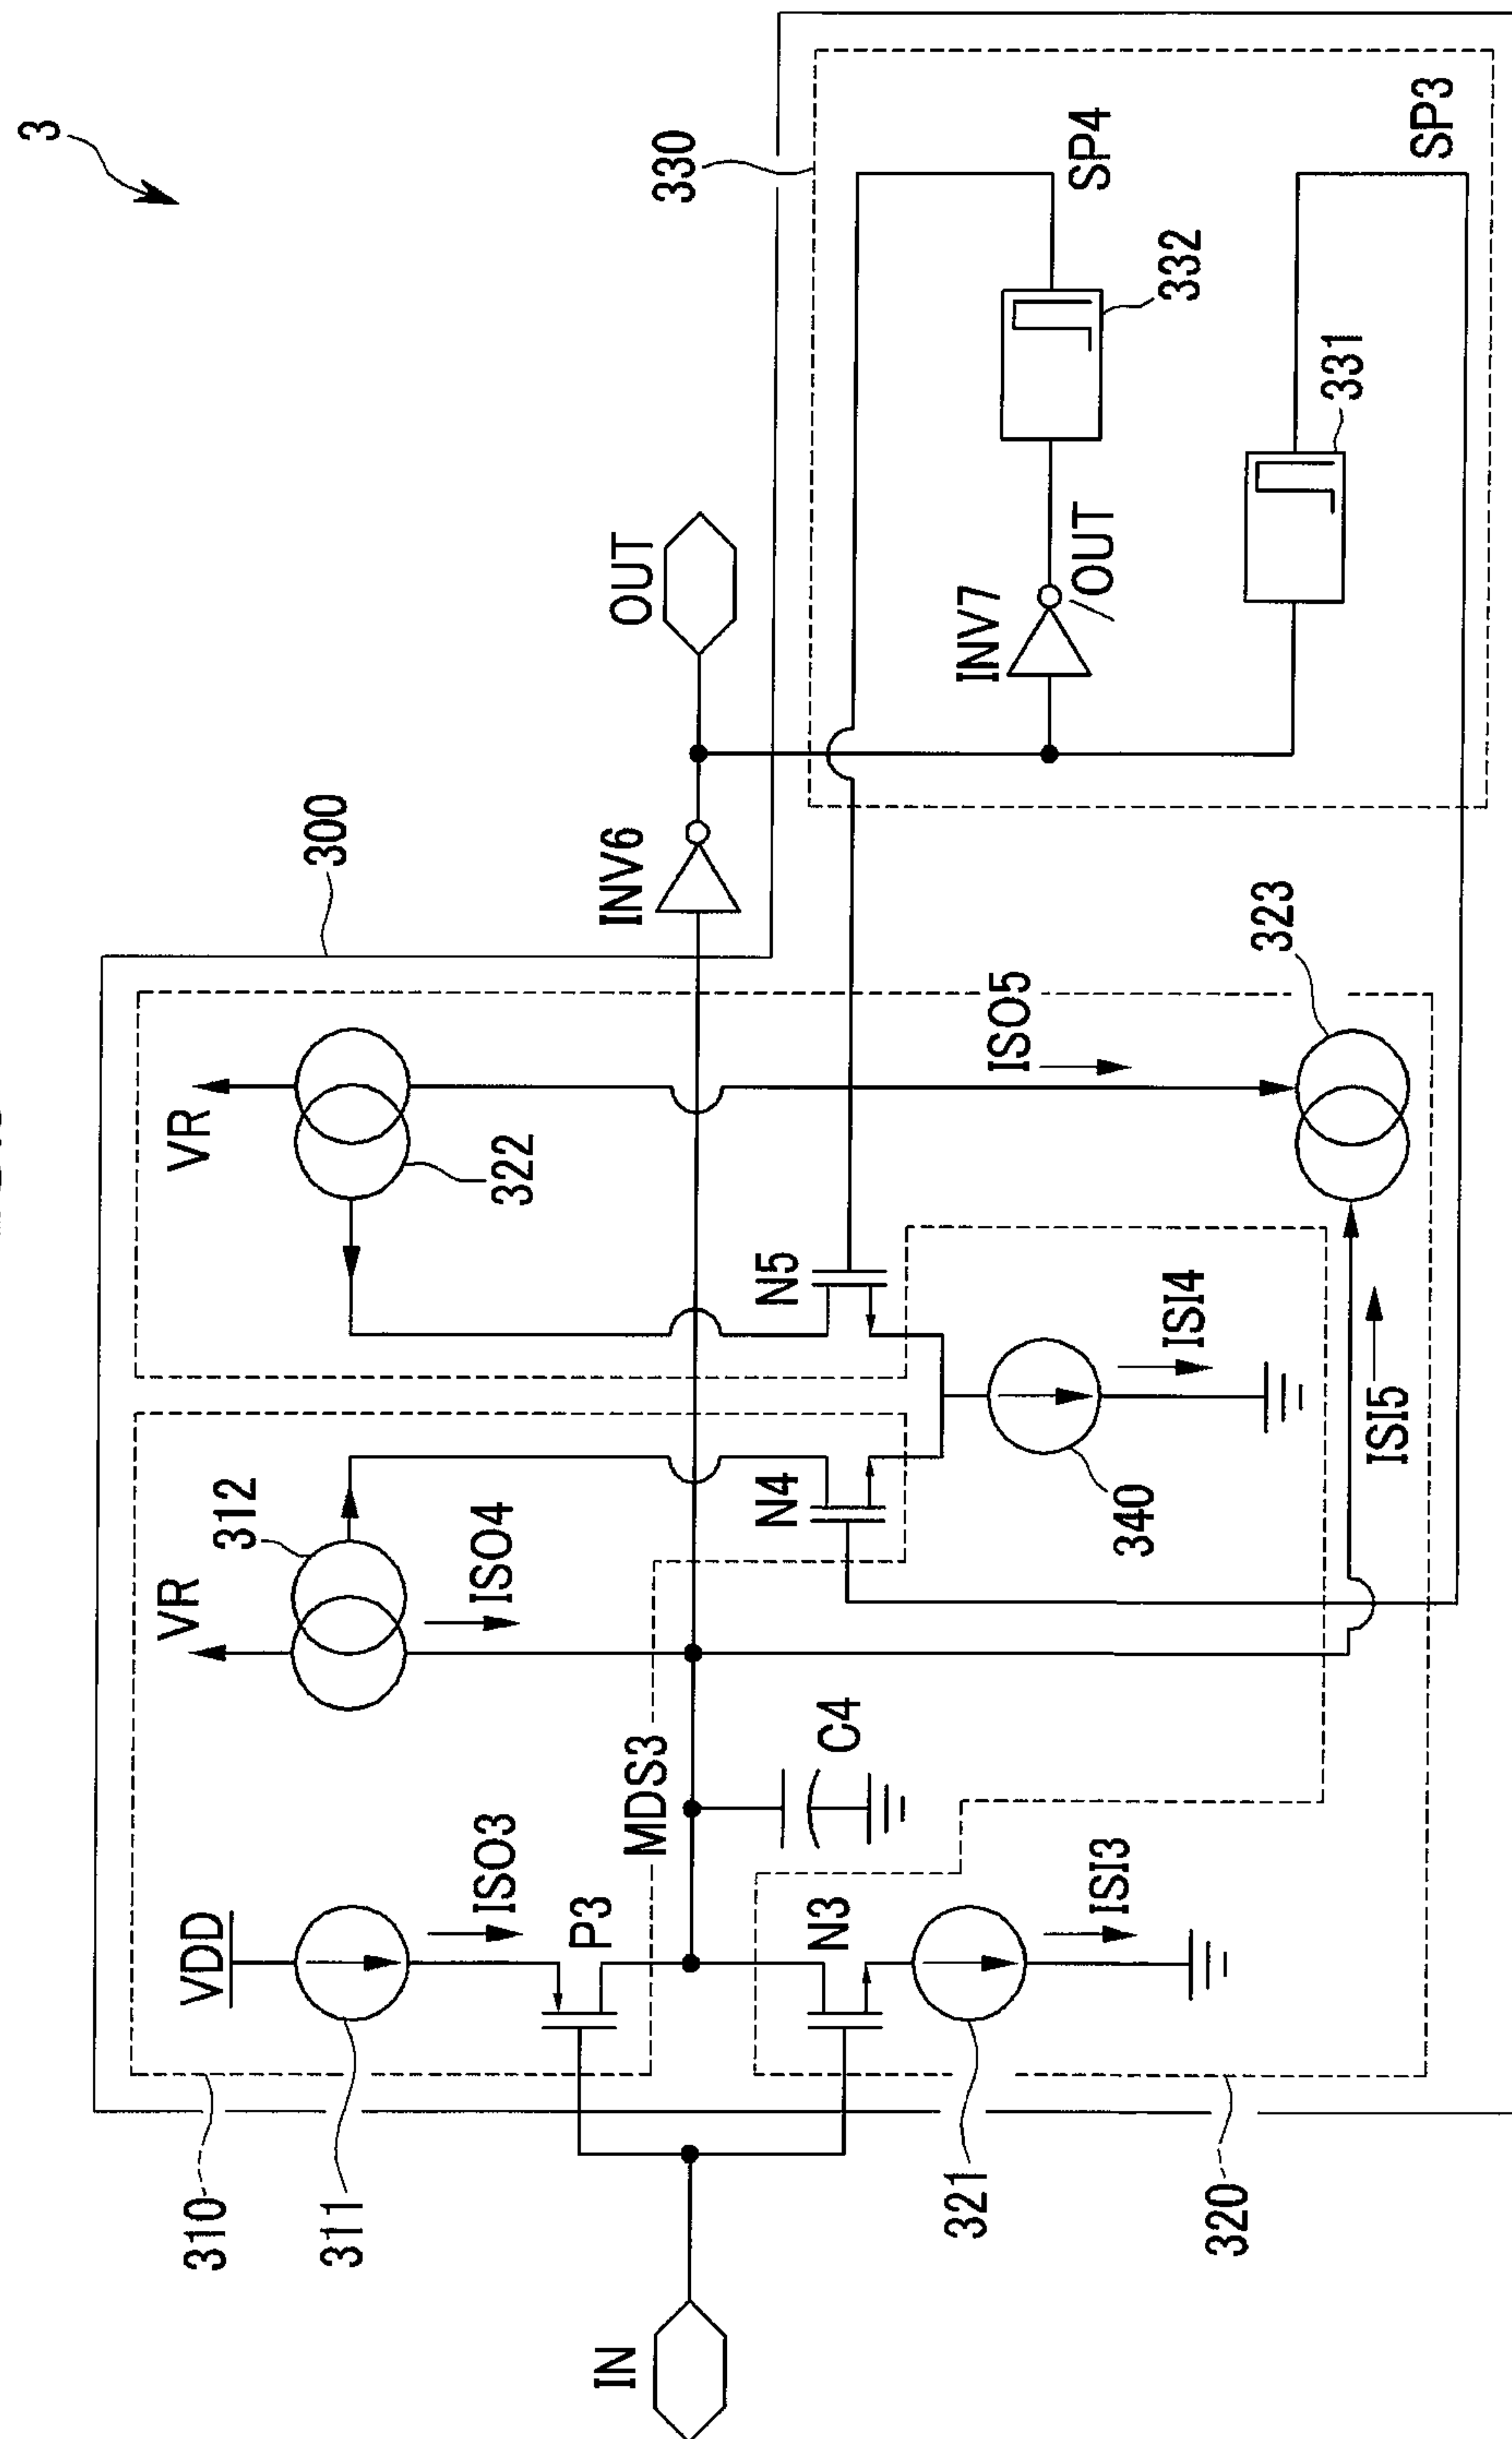 3
300
310
VDD
311
ISO3
P3
VR
312
ISO4
VR
322
MDS3
C4
N4
N5
INV6
OUT
IN
N3
321
ISI3
320
340
ISI4
ISO5
323
ISI5
330
SP4
332
INV7
/OUT
331
SP3